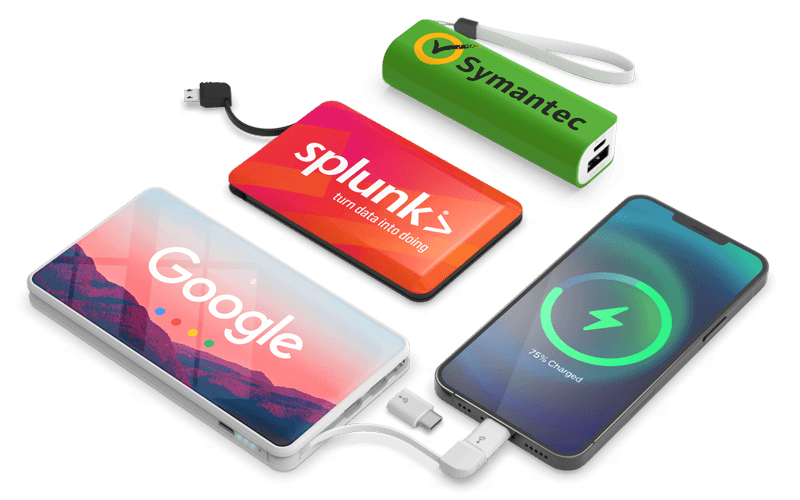 Symantec
splunk>
turn data into doing
Google
75% Charged